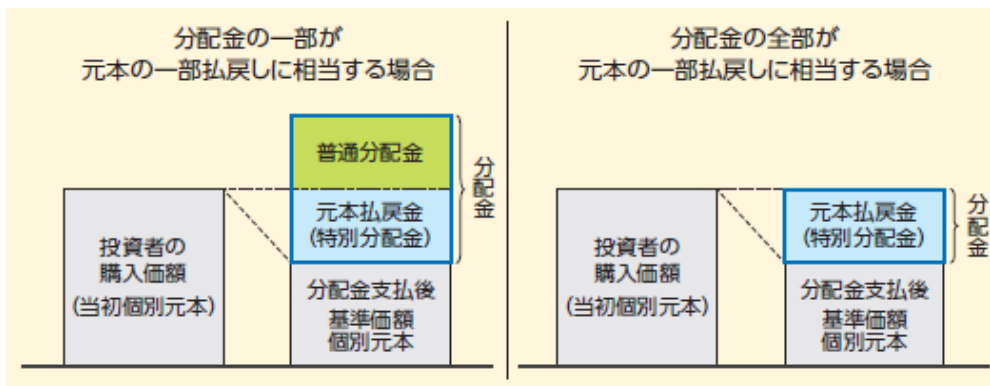 分配金の一部が
元本の一部払戻しに相当する場合
普通分配金
元本払戻金
(特別分配金)
分配金
投資者の
購入価額
(当初個別元本)
分配金支払後
基準価額
個別元本
分配金の全部が
元本の一部払戻しに相当する場合
元本払戻金
(特別分配金)
分配金
投資者の
購入価額
(当初個別元本)
分配金支払後
基準価額
個別元本